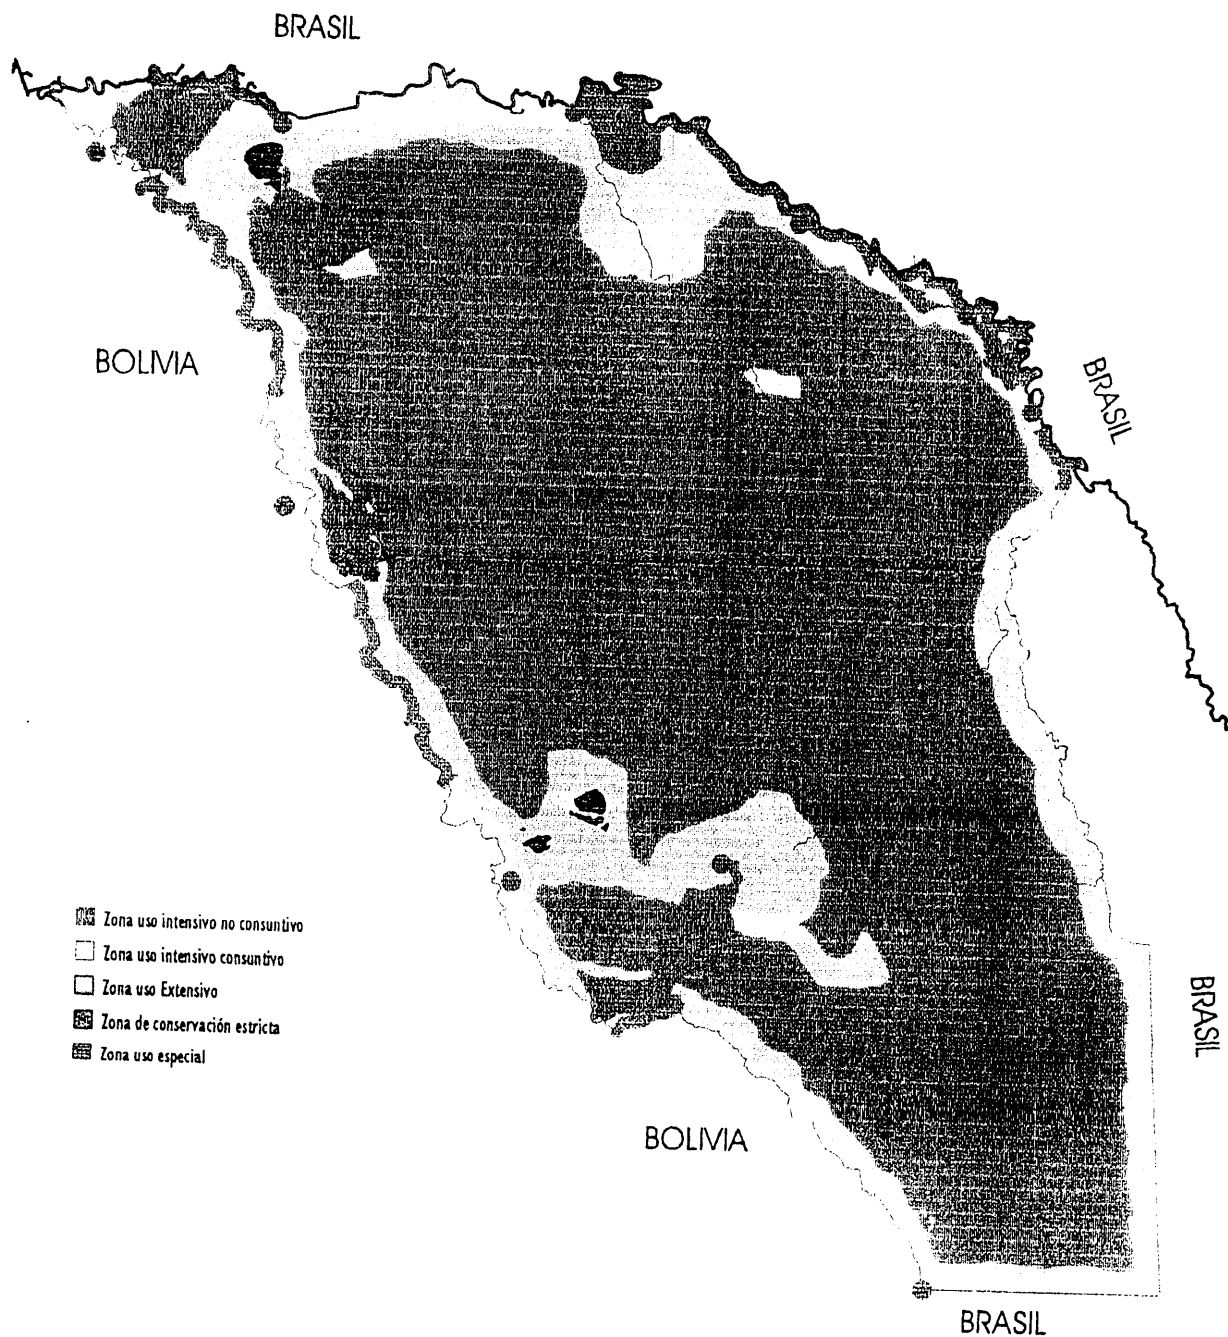 BRASIL
BOLIVIA
BRASIL
Zona uso intensivo no consuntivo
Zona uso intensivo consuntivo
Zona uso Extensivo
Zona de conservación estricta
Zona uso especial
BRASIL
BOLIVIA
BRASIL